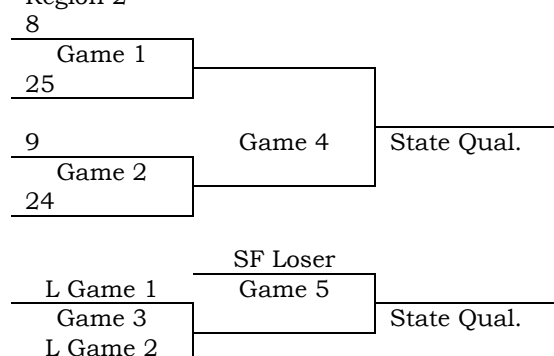 Region 2
8
Game 1
25
9
Game 4
State Qual.
Game 2
24
SF Loser
L Game 1
Game 5
Game 3
State Qual.
L Game 2